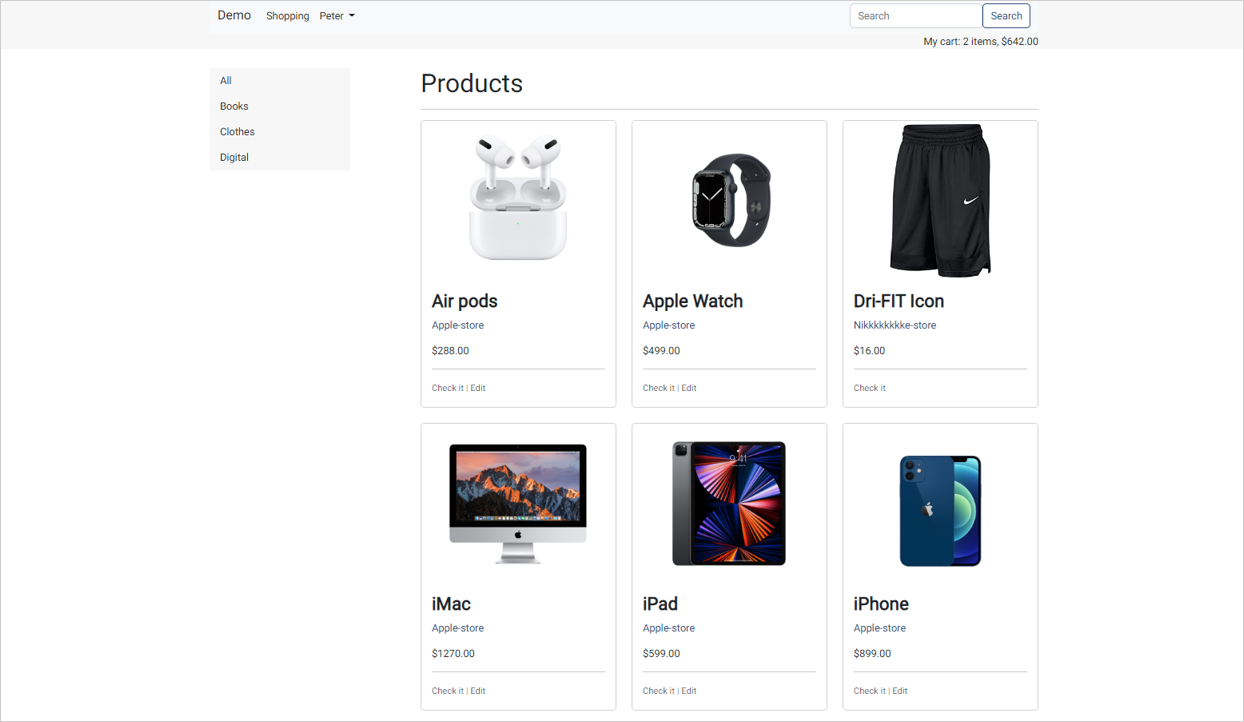 Demo Shopping Peter Search Search
My cart: 2 items, $642.00
All
Books
Clothes
Digital
Products
Air pods
Apple-store
$288.00
Check it | Edit
Apple Watch
Apple-store
$499.00
Check it | Edit
Dri-FIT Icon
Nikkkkkkkke-store
$16.00
Check it
iMac
Apple-store
$1270.00
Check it | Edit
9:41
iPad
Apple-store
$599.00
Check it | Edit
iPhone
Apple-store
$899.00
Check it | Edit